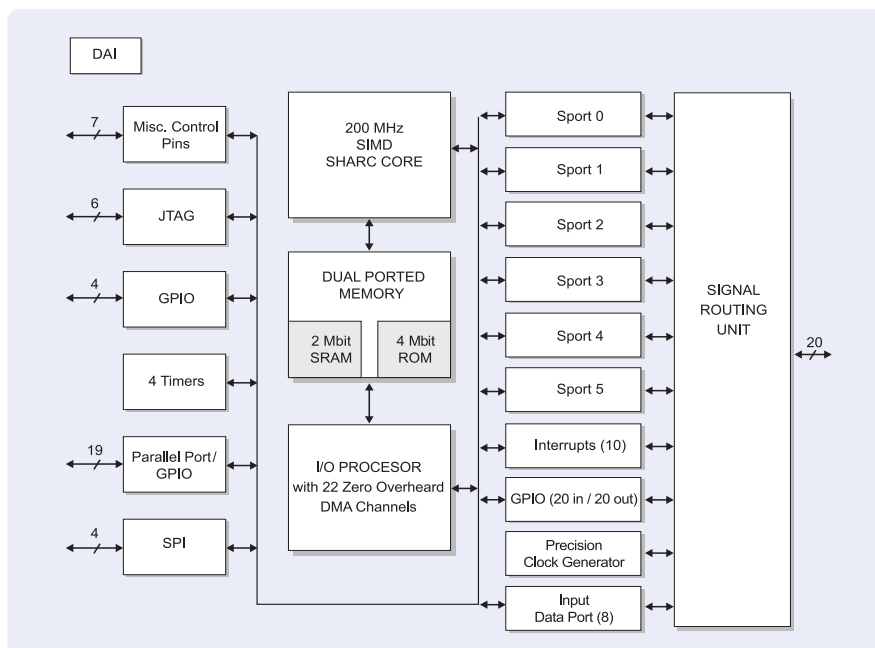 DAI
7
Misc. Control
Pins
6
JTAG
4
GPIO
4 Timers
19
Parallel Port/
GPIO
4
SPI
200 MHz
SIMD
SHARC CORE
DUAL PORTED
MEMORY
2 Mbit
SRAM
4 Mbit
ROM
I/O PROCESOR
with 22 Zero Overheard
DMA Channels
Sport 0
Sport 1
Sport 2
Sport 3
Sport 4
Sport 5
Interrupts (10)
GPIO (20 in / 20 out)
Precision
Clock Generator
Input
Data Port (8)
SIGNAL
ROUTING
UNIT
20